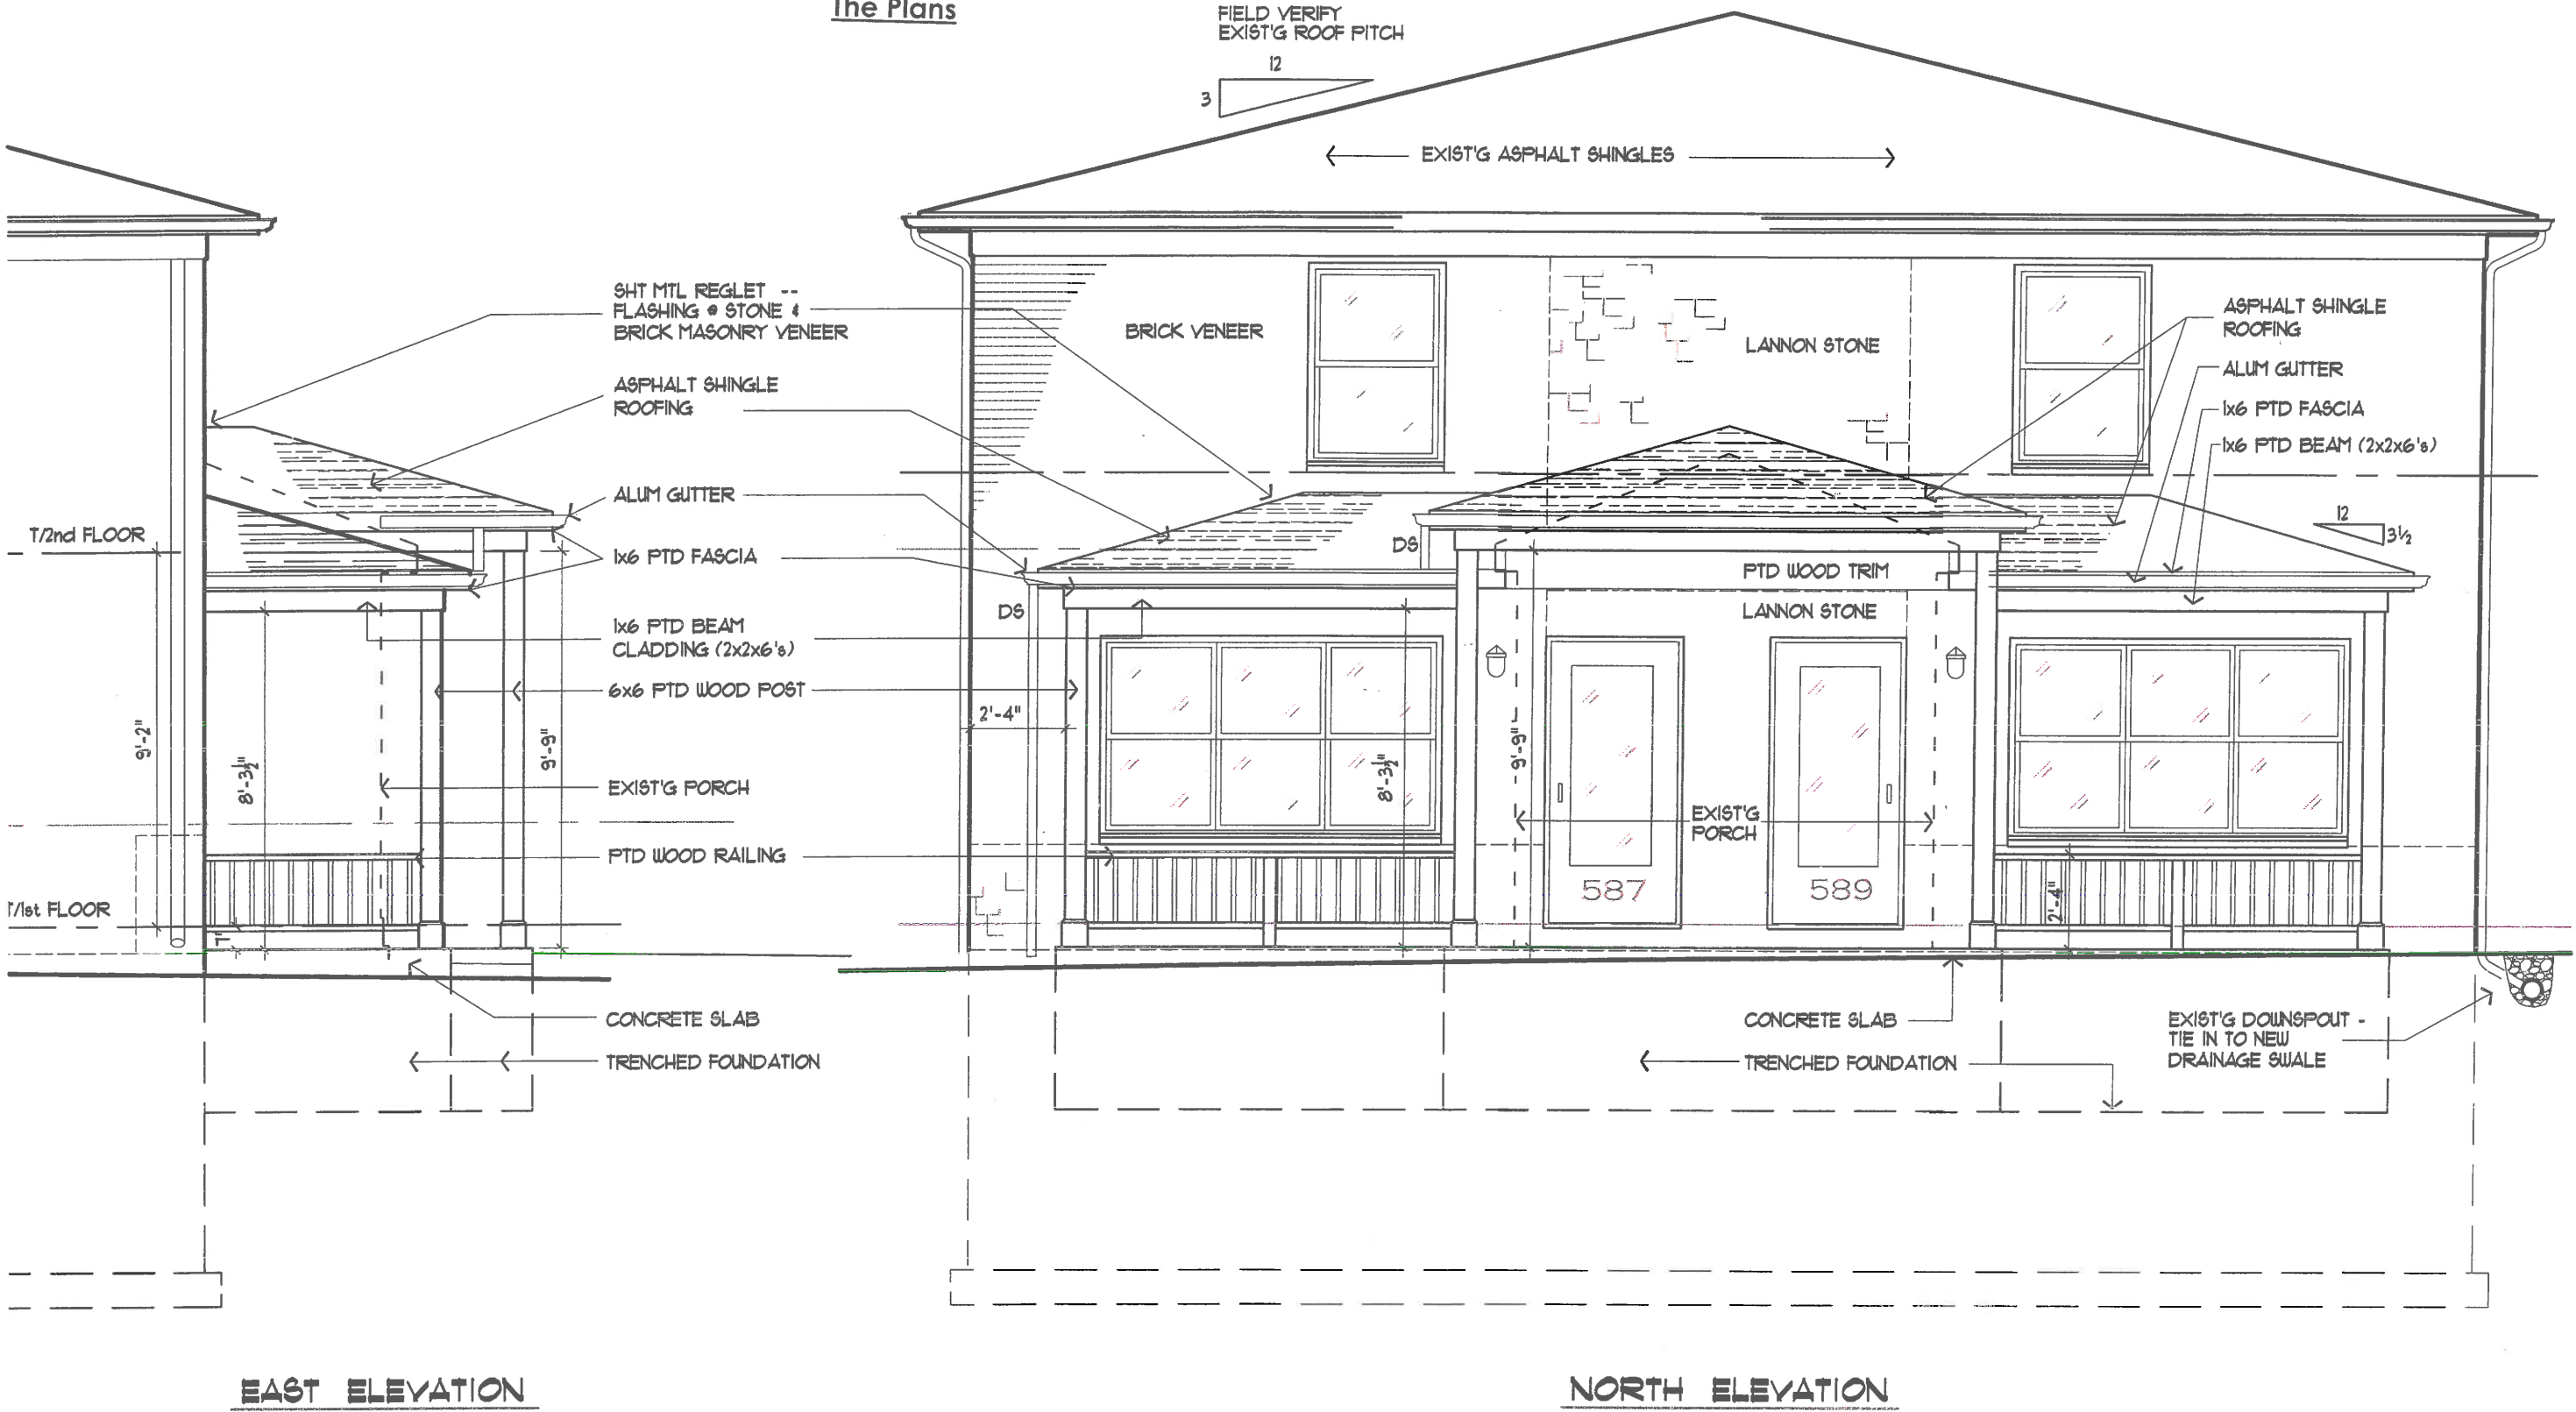 The Plans
FIELD VERIFY
EXIST'G ROOF PITCH
12
3
EXIST'G ASPHALT SHINGLES
SHT MTL REGLET --
FLASHING @ STONE &
BRICK MASONRY VENEER
ASPHALT SHINGLE
ROOFING
ALUM GUTTER
1x6 PTD FASCIA
1x6 PTD BEAM
CLADDING (2x2x6's)
6x6 PTD WOOD POST
EXIST'G PORCH
PTD WOOD RAILING
CONCRETE SLAB
TRENCHED FOUNDATION
T/2nd FLOOR
9'-2"
8'-3½"
9'-9"
T/1st FLOOR
7"
EAST ELEVATION
BRICK VENEER
LANNON STONE
ASPHALT SHINGLE
ROOFING
ALUM GUTTER
1x6 PTD FASCIA
1x6 PTD BEAM (2x2x6's)
12
3½
DS
DS
PTD WOOD TRIM
LANNON STONE
2'-4"
8'-3½"
9'-9"
EXIST'G
PORCH
587
589
2'-4"
CONCRETE SLAB
TRENCHED FOUNDATION
EXIST'G DOWNSPOUT -
TIE IN TO NEW
DRAINAGE SWALE
NORTH ELEVATION